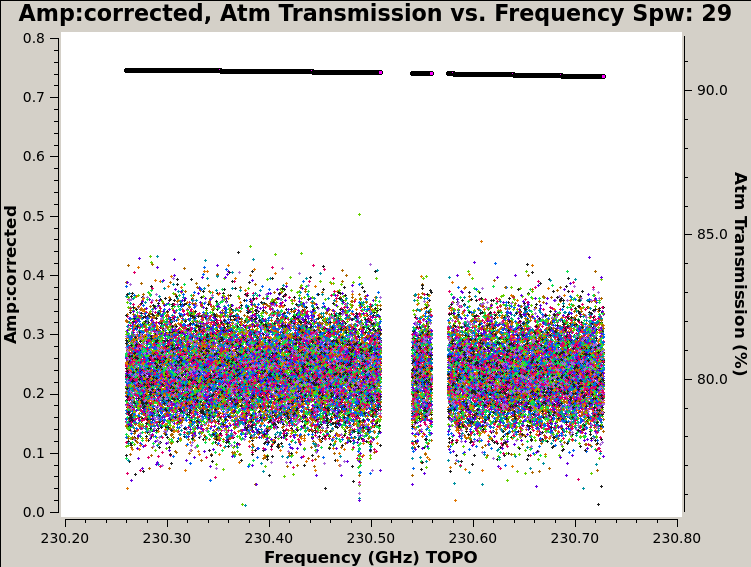 Amp:corrected, Atm Transmission vs. Frequency Spw: 29
0.8
0.7
0.6
0.5
0.4
0.3
0.2
0.1
0.0
Amp:corrected
90.0
85.0
80.0
Atm Transmission (%)
230.20 230.30 230.40 230.50 230.60 230.70 230.80
Frequency (GHz) TOPO